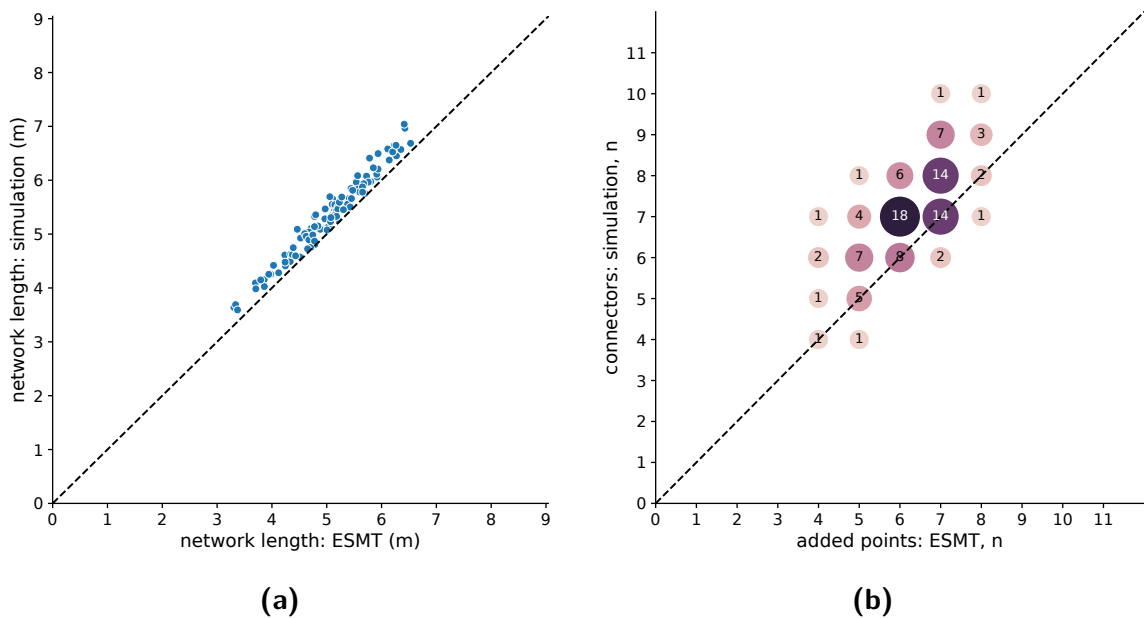 9
8
7
6
5
4
3
2
1
0
network length: simulation (m)
0 1 2 3 4 5 6 7 8 9
network length: ESMT (m)
(a)
11
10
9
8
7
6
5
4
3
2
1
0
connectors: simulation, n
1 1
7 3
1 6 14 2
1 4 18 14 1
2 7 8 2
1 5
1 1
0 1 2 3 4 5 6 7 8 9 10 11
added points: ESMT, n
(b)